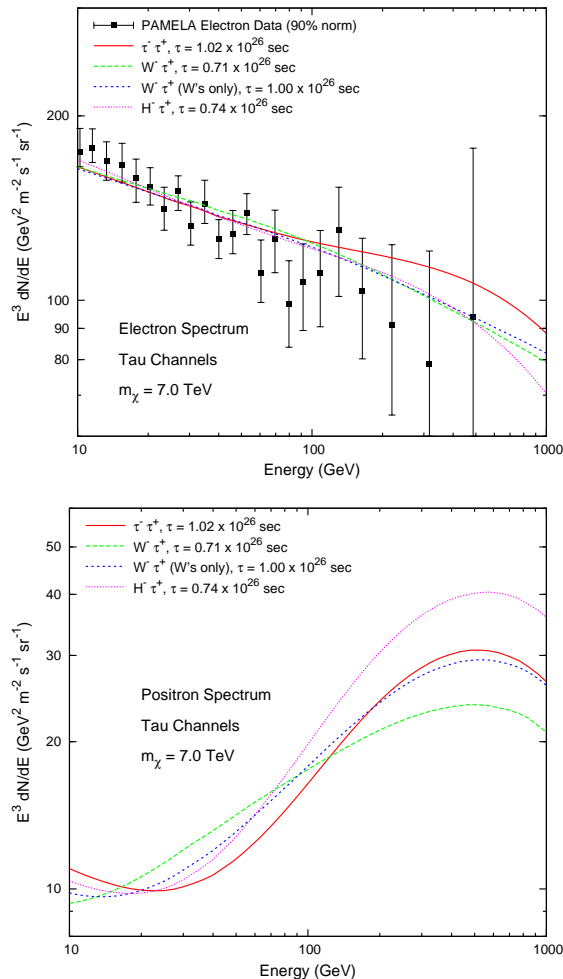 PAMELA Electron Data (90% norm)
τ⁻ τ⁺, τ = 1.02 x 10²⁶ sec
W⁻ τ⁺, τ = 0.71 x 10²⁶ sec
W⁻ τ⁺ (W's only), τ = 1.00 x 10²⁶ sec
H⁻ τ⁺, τ = 0.74 x 10²⁶ sec
200
100
90
80
E³ dN/dE (GeV² m⁻² s⁻¹ sr⁻¹)
Electron Spectrum
Tau Channels
m_χ = 7.0 TeV
10 100 1000
Energy (GeV)
τ⁻ τ⁺, τ = 1.02 x 10²⁶ sec
W⁻ τ⁺, τ = 0.71 x 10²⁶ sec
W⁻ τ⁺ (W's only), τ = 1.00 x 10²⁶ sec
H⁻ τ⁺, τ = 0.74 x 10²⁶ sec
50
40
30
20
10
E³ dN/dE (GeV² m⁻² s⁻¹ sr⁻¹)
Positron Spectrum
Tau Channels
m_χ = 7.0 TeV
10 100 1000
Energy (GeV)